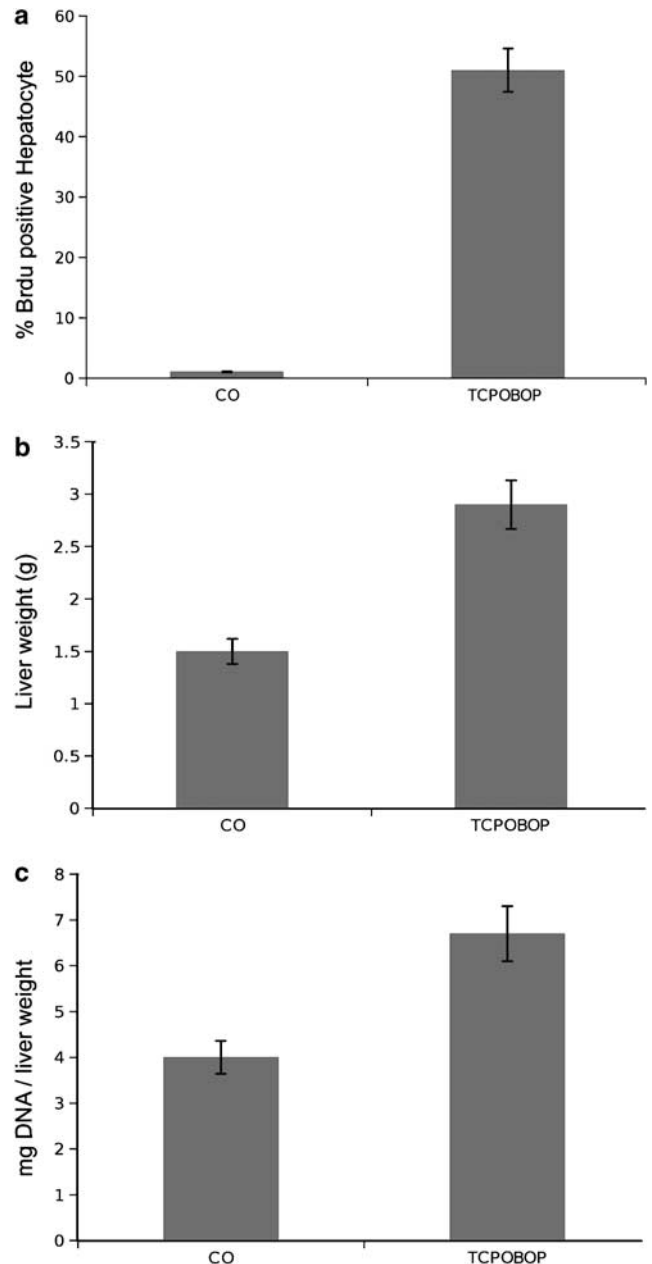 a
% Brdu positive Hepatocyte
60
50
40
30
20
10
0
CO TCPOBOP
b
Liver weight (g)
3.5
3
2.5
2
1.5
1
0.5
0
CO TCPOBOP
c
mg DNA / liver weight
8
7
6
5
4
3
2
1
0
CO TCPOBOP